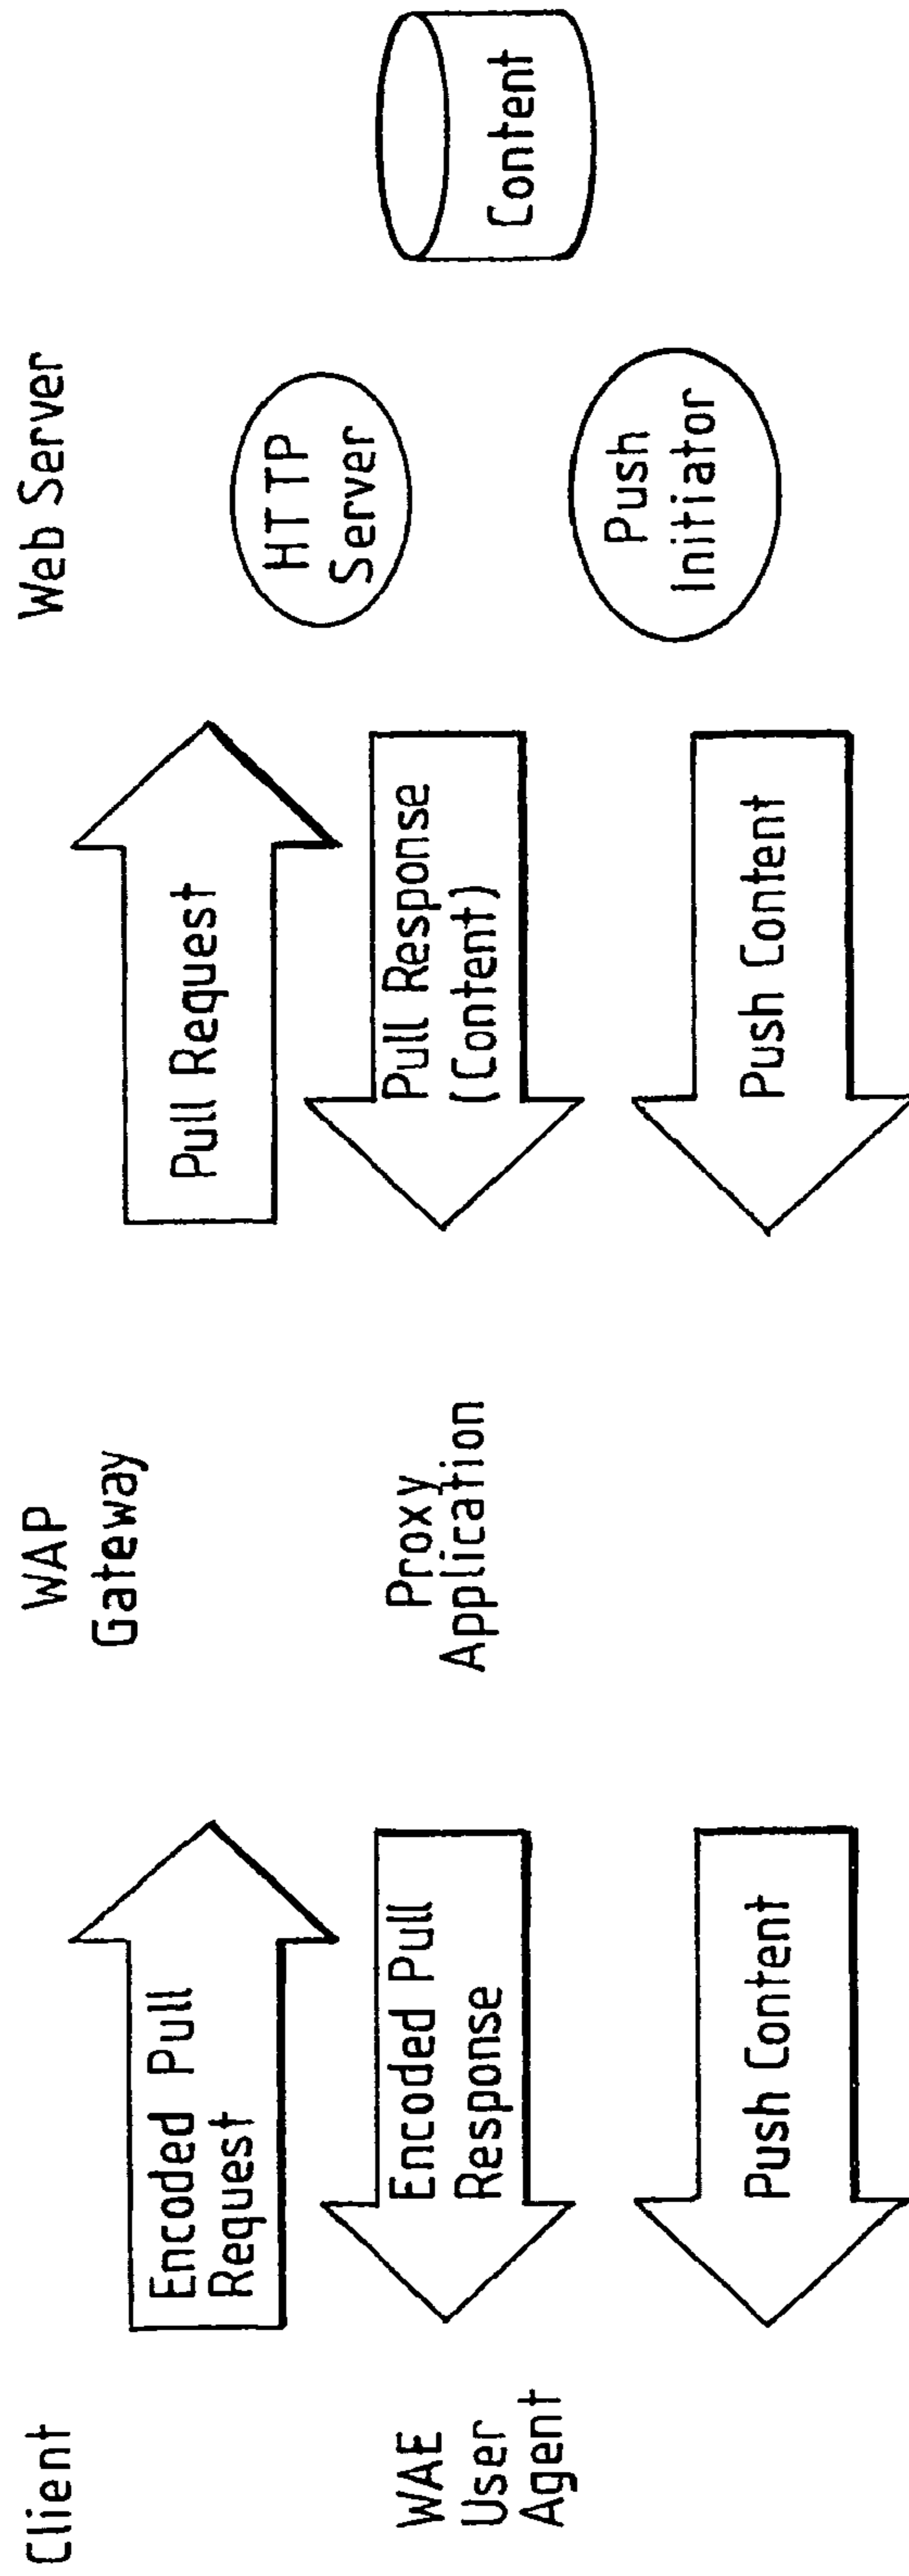 Client
WAP
Gateway
Web Server
Encoded Pull
Request
Pull Request
HTTP
Server
WAE
User
Agent
Encoded Pull
Response
Proxy
Application
Pull Response
(Content)
Content
Push Content
Push Content
Push
Initiator